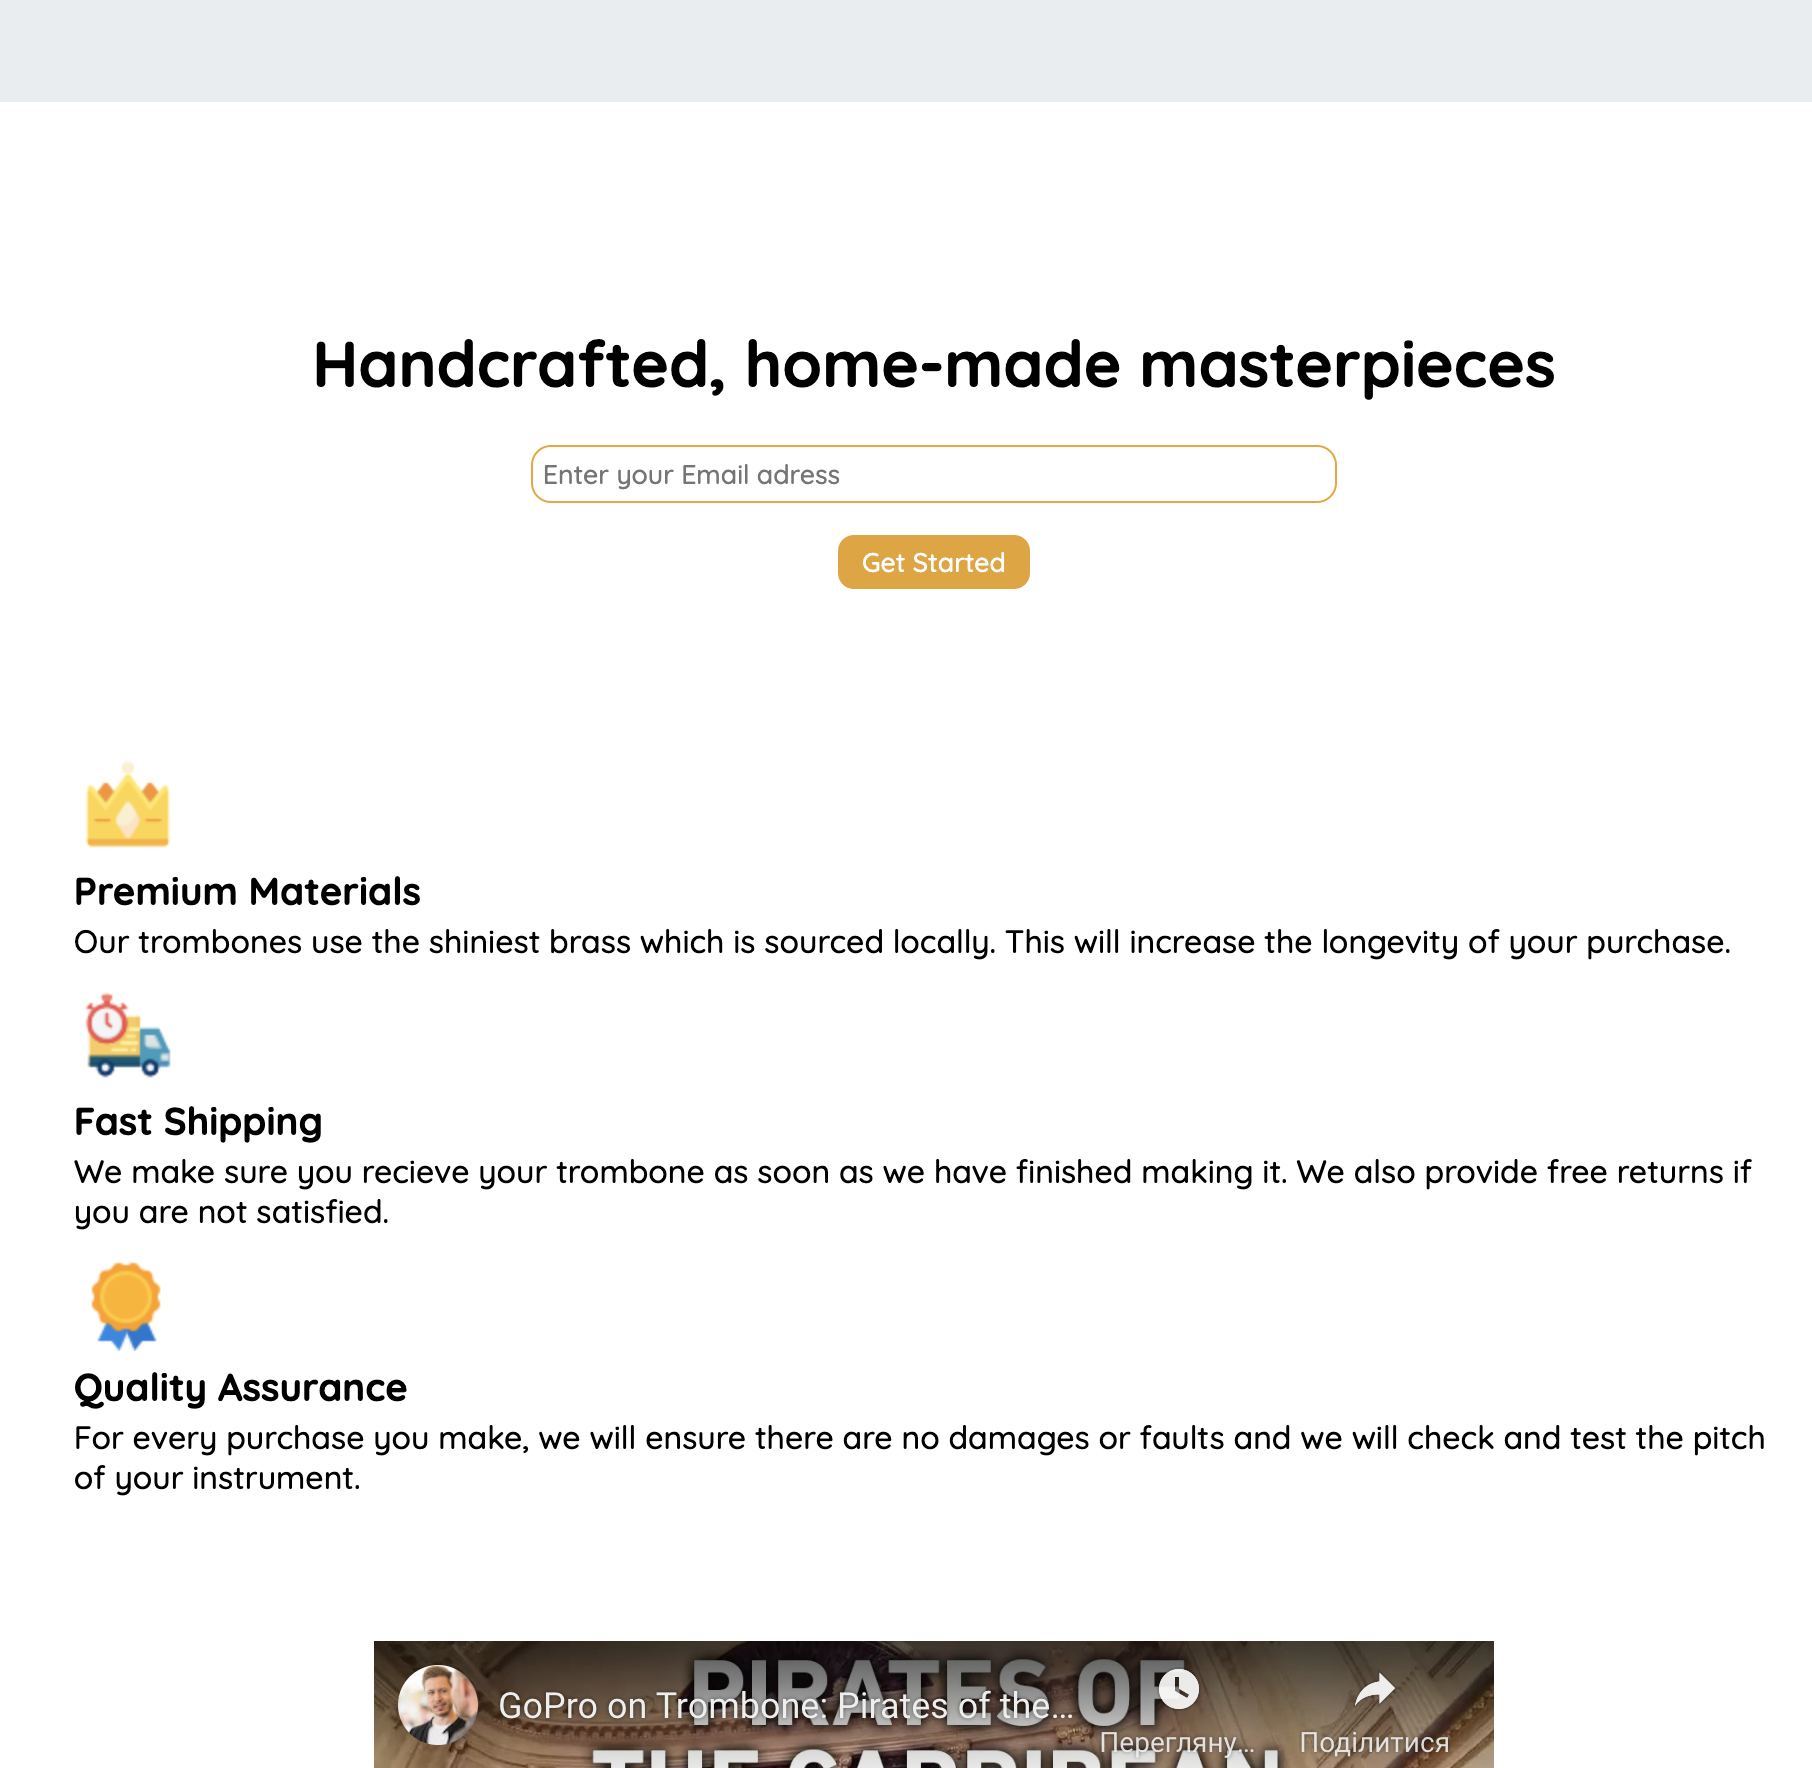 Handcrafted, home-made masterpieces
Enter your Email adress
Get Started
Premium Materials
Our trombones use the shiniest brass which is sourced locally. This will increase the longevity of your purchase.
Fast Shipping
We make sure you recieve your trombone as soon as we have finished making it. We also provide free returns if
you are not satisfied.
Quality Assurance
For every purchase you make, we will ensure there are no damages or faults and we will check and test the pitch
of your instrument.
PIRATES OF
GoPro on Trombone: Pirates of the...
Перегляну...
Поділитися
THE CARRIBEAN